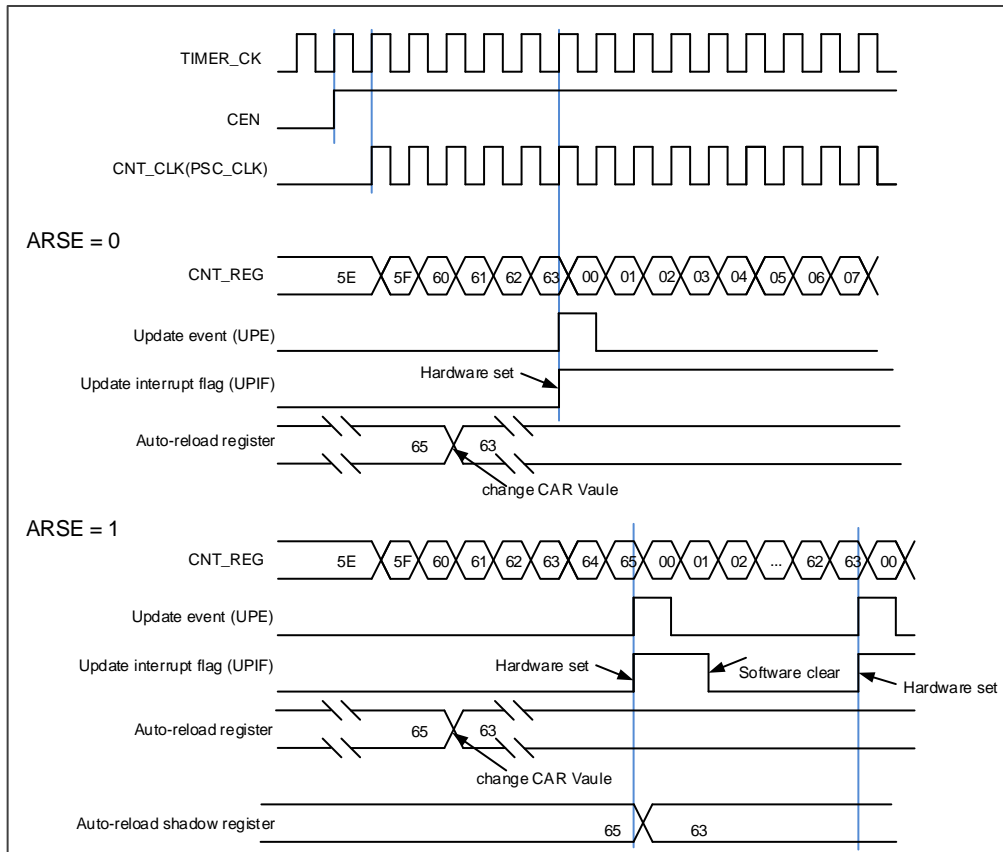 TIMER_CK
CEN
CNT_CLK(PSC_CLK)
ARSE = 0
CNT_REG 5E 5F 60 61 62 63 00 01 02 03 04 05 06 07
Update event (UPE)
Hardware set
Update interrupt flag (UPIF)
Auto-reload register 65 63
change CAR Vaule
ARSE = 1
CNT_REG 5E 5F 60 61 62 63 64 65 00 01 02 ... 62 63 00
Update event (UPE)
Update interrupt flag (UPIF) Hardware set Software clear Hardware set
Auto-reload register 65 63
change CAR Vaule
Auto-reload shadow register 65 63